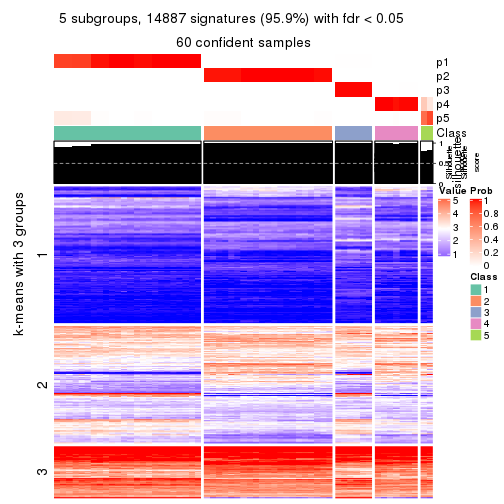 5 subgroups, 14887 signatures (95.9%) with fdr < 0.05
60 confident samples
p1
p2
p3
p4
p5
Class
1
0.5
0
Silhouette
score
silhouette
k-means with 3 groups
1
2
3
Value
5
4
3
2
1
Prob
1
0.8
0.6
0.4
0.2
0
Class
1
2
3
4
5